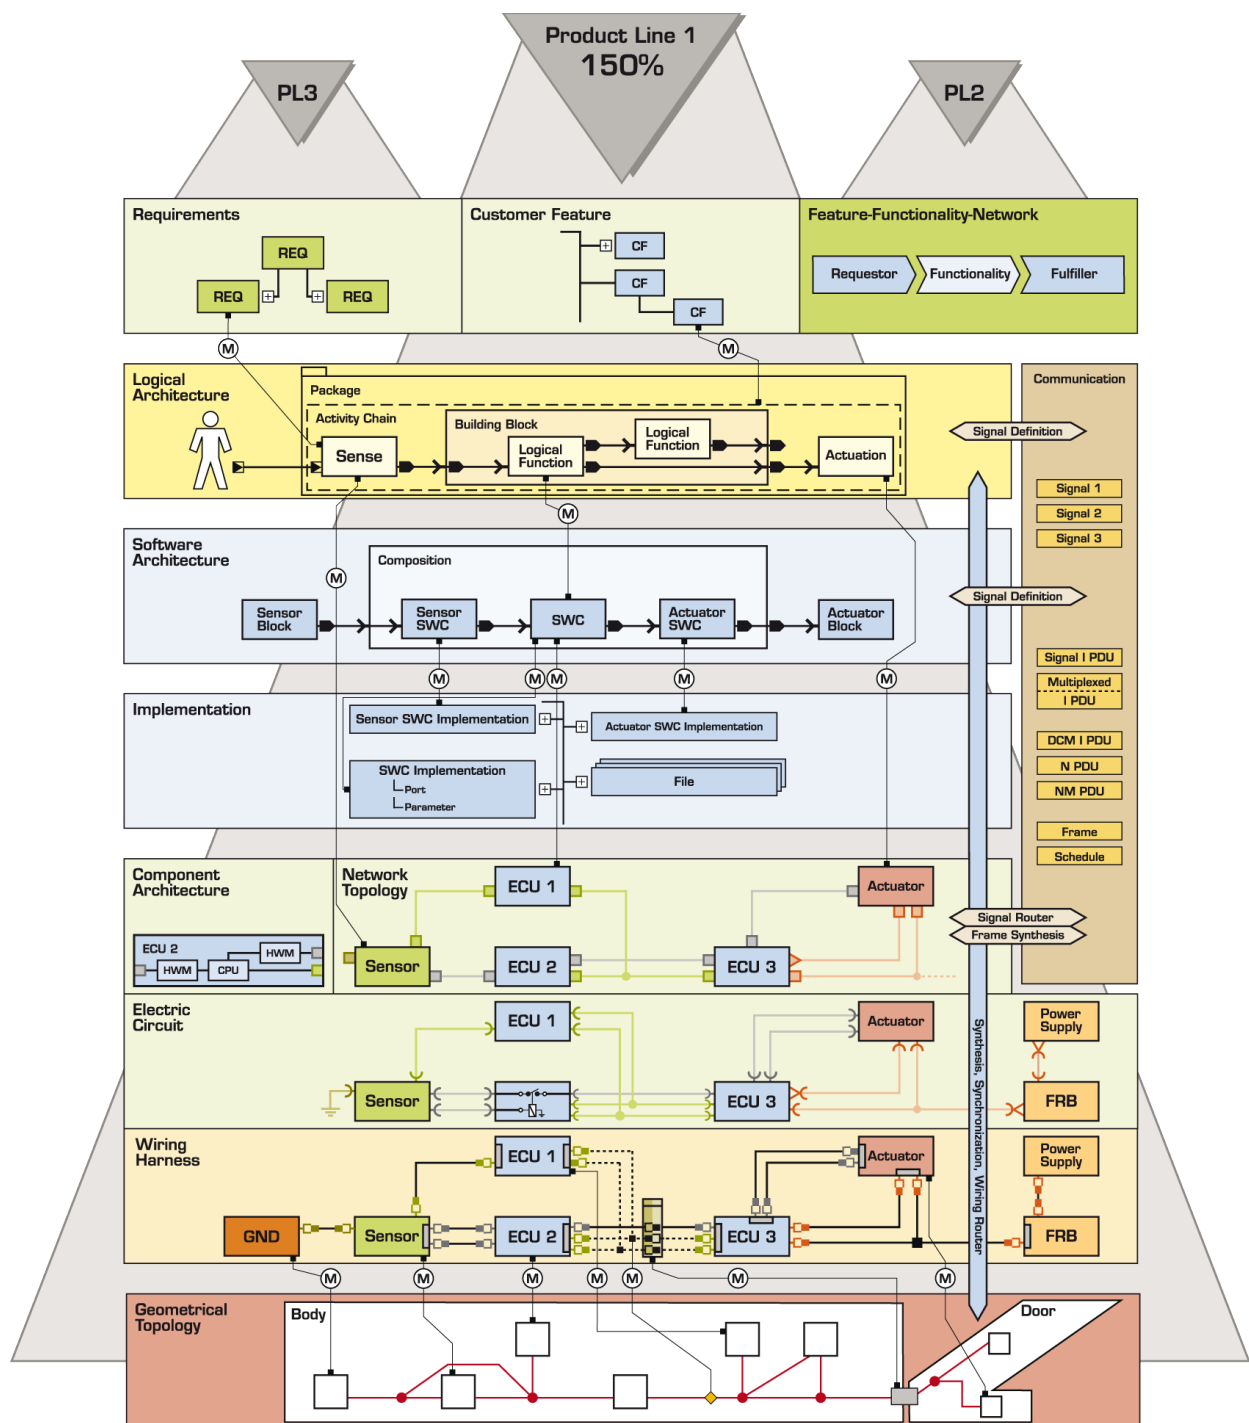 Product Line 1
150%
PL3
PL2
Requirements
REQ
REQ
REQ
Customer Feature
CF
CF
CF
Feature-Functionality-Network
Requestor
Functionality
Fulfiller
M
M
Logical
Architecture
Package
Activity Chain
Sense
Building Block
Logical
Function
Logical
Function
Actuation
Communication
Signal Definition
Signal 1
Signal 2
Signal 3
M
Software
Architecture
M
Composition
Sensor
Block
Sensor
SWC
SWC
Actuator
SWC
Actuator
Block
Signal Definition
M
M
M
M
M
Signal I PDU
Multiplexed
I PDU
DCM I PDU
N PDU
NM PDU
Frame
Schedule
Implementation
Sensor SWC Implementation
Actuator SWC Implementation
SWC Implementation
Port
Parameter
File
Component
Architecture
ECU 2
HWM
CPU
HWM
Network
Topology
ECU 1
Actuator
Sensor
ECU 2
ECU 3
Signal Router
Frame Synthesis
Electric
Circuit
ECU 1
Actuator
Power
Supply
Sensor
ECU 3
FRB
Synthesis, Synchronization, Wiring Router
Wiring
Harness
ECU 1
Actuator
Power
Supply
GND
Sensor
ECU 2
ECU 3
FRB
M
M
M
M
M
M
M
Geometrical
Topology
Body
Door